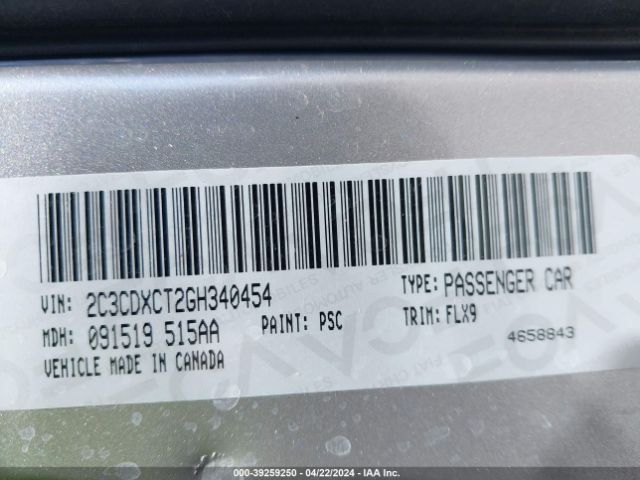 VIN: 2C3CDXCT2GH340454
TYPE: PASSENGER CAR
MDH: 091519 515AA
PAINT: PSC
TRIM: FLX9
VEHICLE MADE IN CANADA
4658843
000-39259250 - 04/22/2024 - IAA Inc.